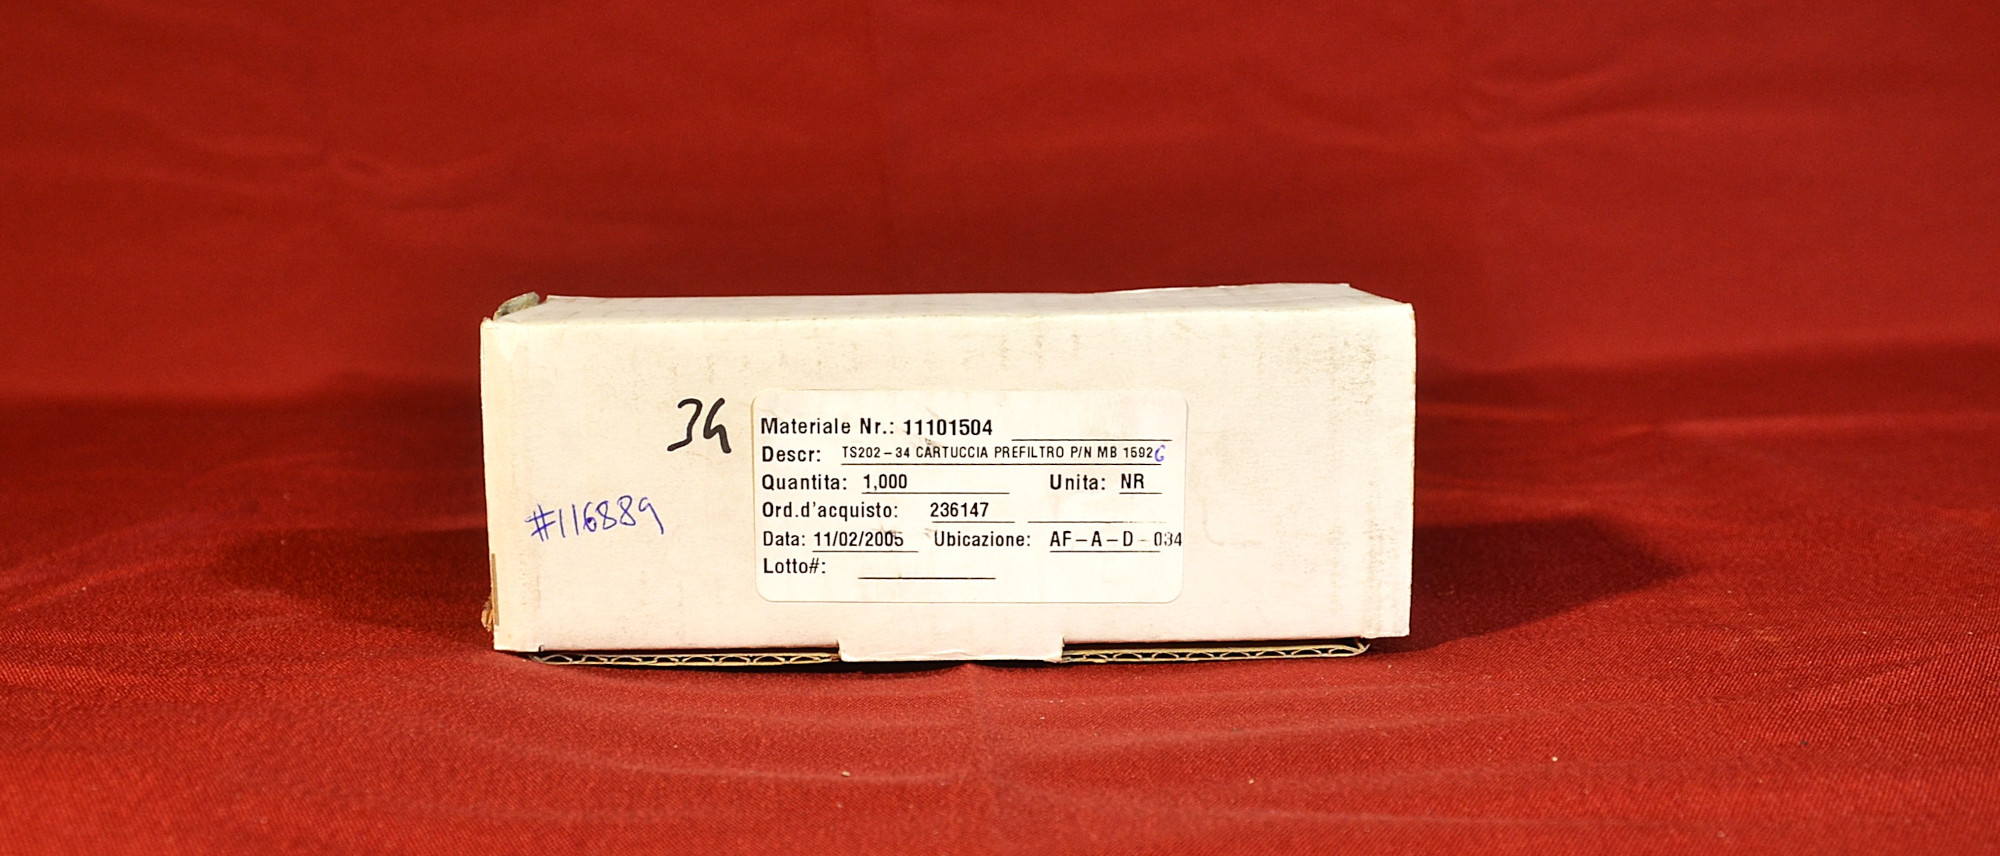 34
#116889
Materiale Nr.: 11101504
Descr: TS202-34 CARTUCCIA PREFILTRO P/N MB 15926
Quantita: 1,000 Unita: NR
Ord.d'acquisto: 236147
Data: 11/02/2005 Ubicazione: AF-A-D-034
Lotto#: